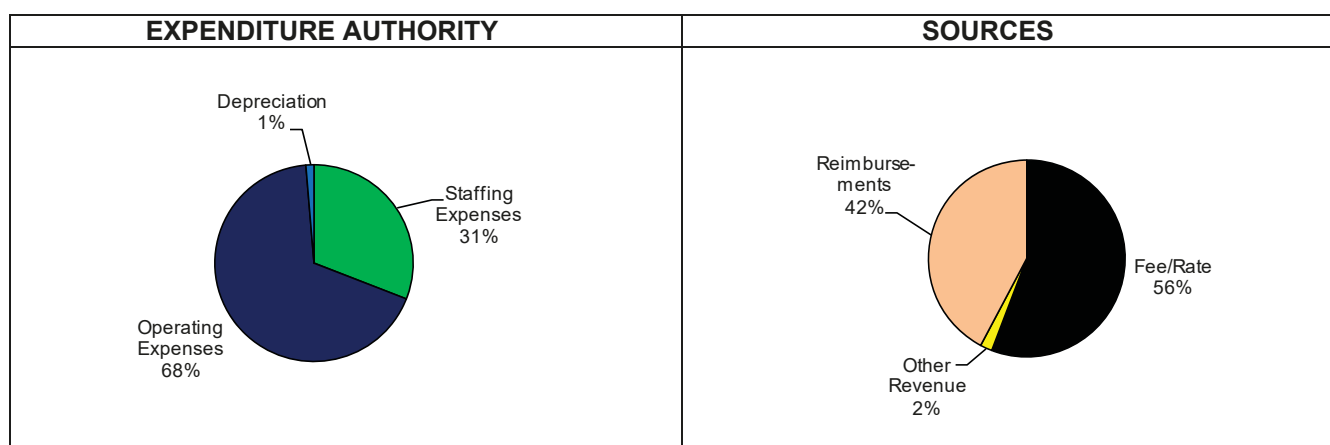 EXPENDITURE AUTHORITY
Depreciation
1%
Staffing
Expenses
31%
Operating
Expenses
68%
SOURCES
Reimburse-
ments
42%
Fee/Rate
56%
Other
Revenue
2%